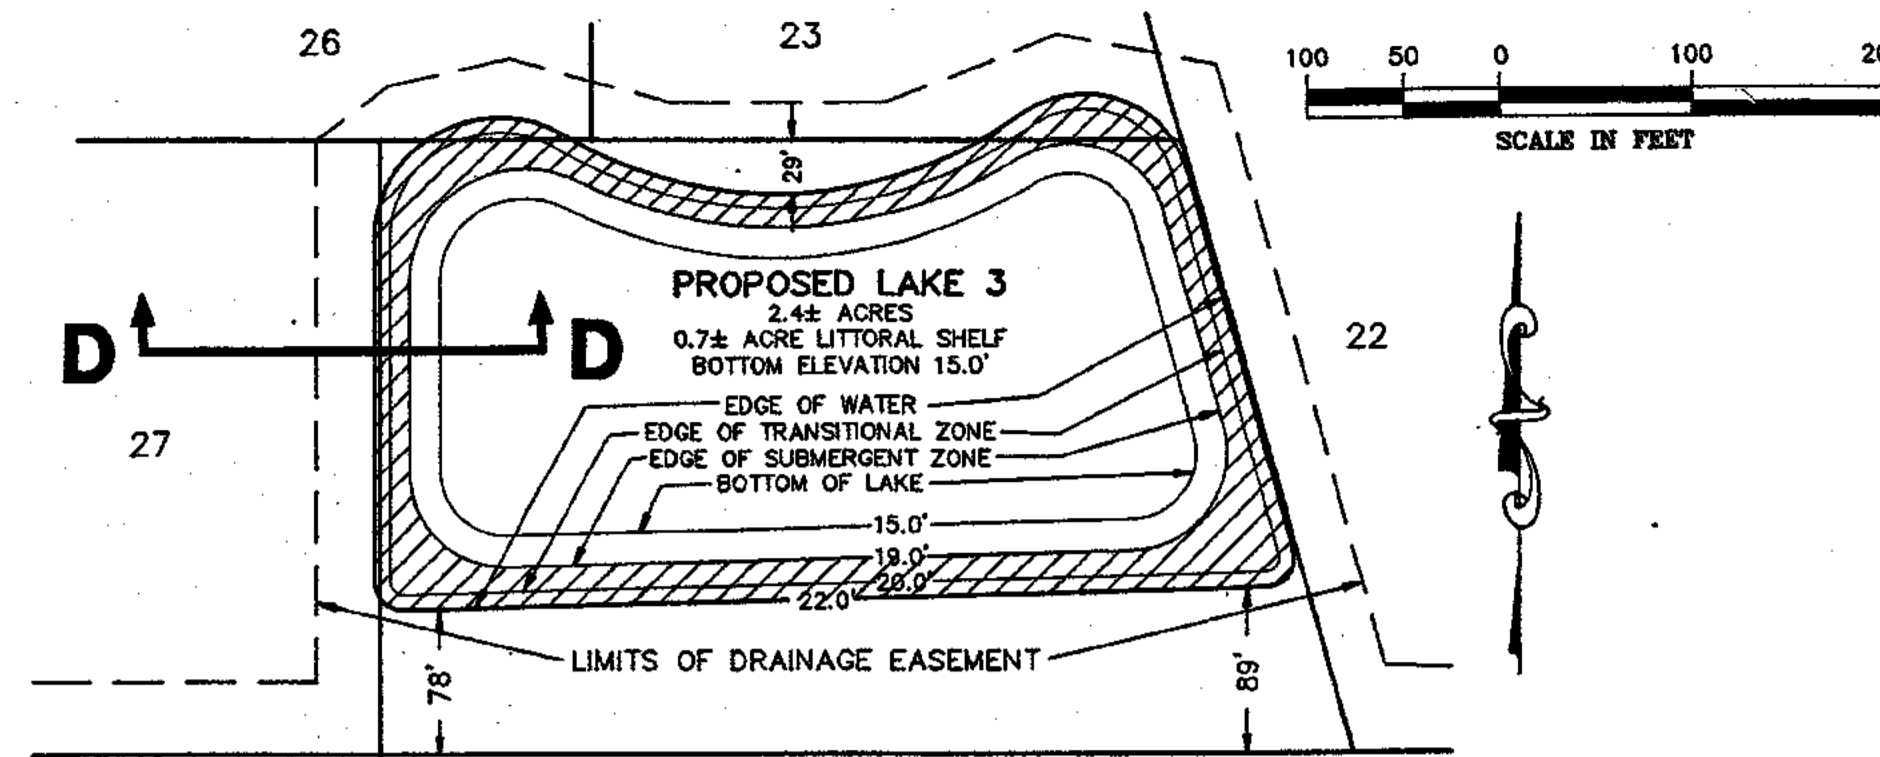 26
23
100 50 0 100
SCALE IN FEET
29'
PROPOSED LAKE 3
2.4± ACRES
0.7± ACRE LITTORAL SHELF
BOTTOM ELEVATION 15.0'
D D
22
27
EDGE OF WATER
EDGE OF TRANSITIONAL ZONE
EDGE OF SUBMERGENT ZONE
BOTTOM OF LAKE
15.0'
20.0'
22.0'
LIMITS OF DRAINAGE EASEMENT
78'
89'